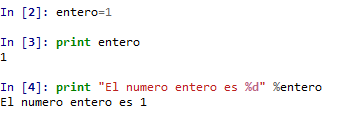 In [2]: entero=1
In [3]: print entero
1
In [4]: print "El numero entero es %d" %entero
El numero entero es 1